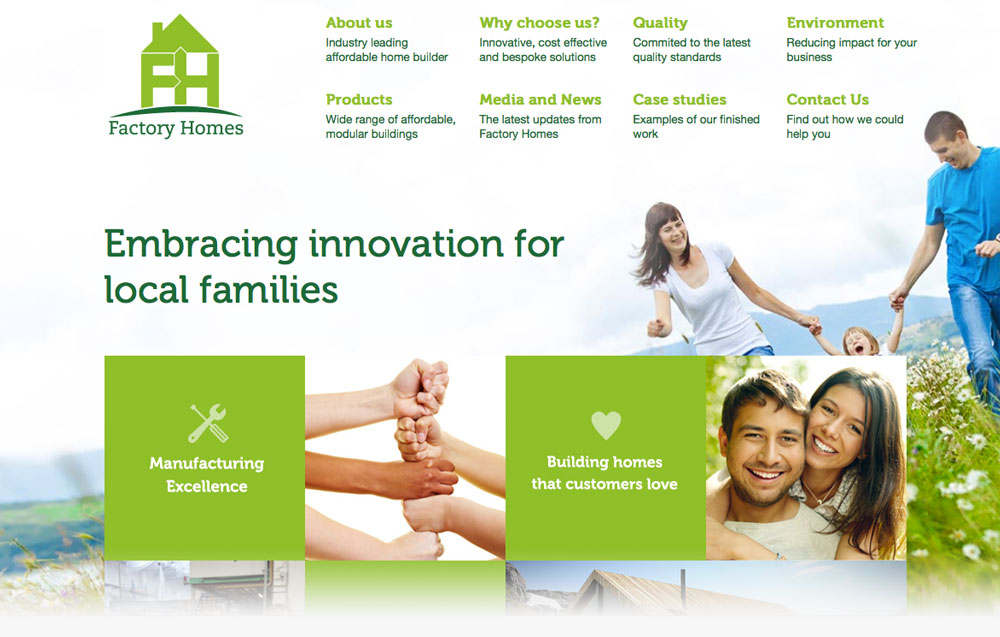 FH
Factory Homes
About us
Industry leading
affordable home builder
Why choose us?
Innovative, cost effective
and bespoke solutions
Quality
Commited to the latest
quality standards
Environment
Reducing impact for your
business
Products
Wide range of affordable,
modular buildings
Media and News
The latest updates from
Factory Homes
Case studies
Examples of our finished
work
Contact Us
Find out how we could
help you
Embracing innovation for
local families
Manufacturing
Excellence
Building homes
that customers love